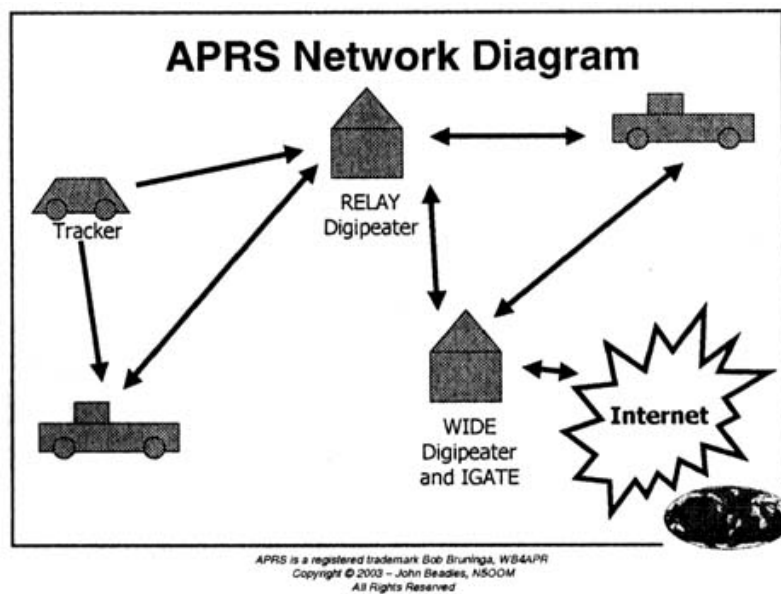 APRS Network Diagram
RELAY
Digipeater
Tracker
WIDE
Digipeater
and IGATE
Internet
APRS is a registered trademark Bob Bruninga, WB4APR
Copyright © 2003 – John Beadles, N5OOM
All Rights Reserved